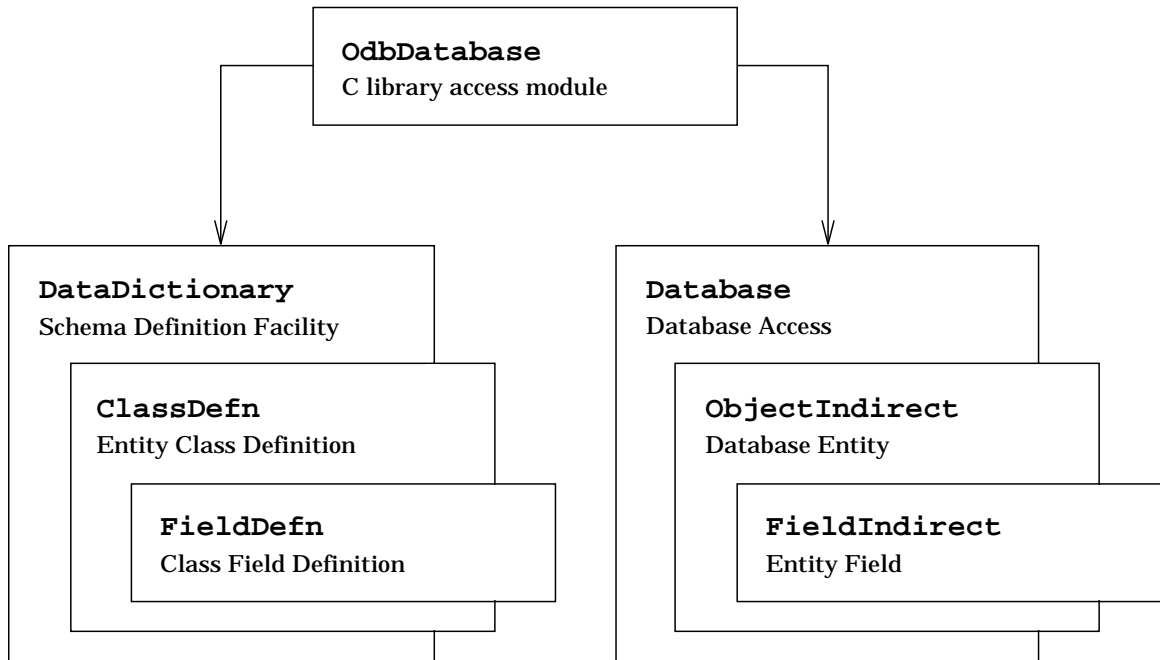 OdbDatabase
C library access module
DataDictionary
Schema Definition Facility
ClassDefn
Entity Class Definition
FieldDefn
Class Field Definition
Database
Database Access
ObjectIndirect
Database Entity
FieldIndirect
Entity Field